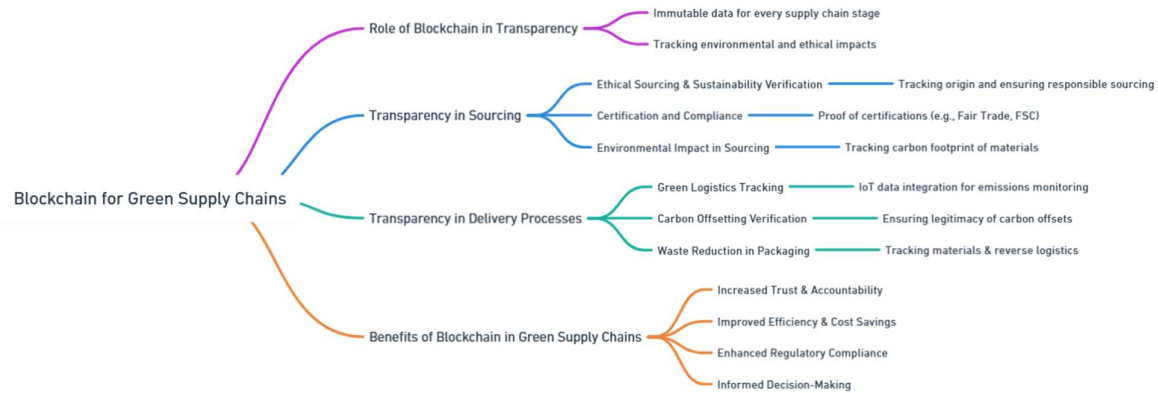 Blockchain for Green Supply Chains
Role of Blockchain in Transparency
Immutable data for every supply chain stage
Tracking environmental and ethical impacts
Transparency in Sourcing
Ethical Sourcing & Sustainability Verification
Tracking origin and ensuring responsible sourcing
Certification and Compliance
Proof of certifications (e.g., Fair Trade, FSC)
Environmental Impact in Sourcing
Tracking carbon footprint of materials
Transparency in Delivery Processes
Green Logistics Tracking
IoT data integration for emissions monitoring
Carbon Offsetting Verification
Ensuring legitimacy of carbon offsets
Waste Reduction in Packaging
Tracking materials & reverse logistics
Benefits of Blockchain in Green Supply Chains
Increased Trust & Accountability
Improved Efficiency & Cost Savings
Enhanced Regulatory Compliance
Informed Decision-Making